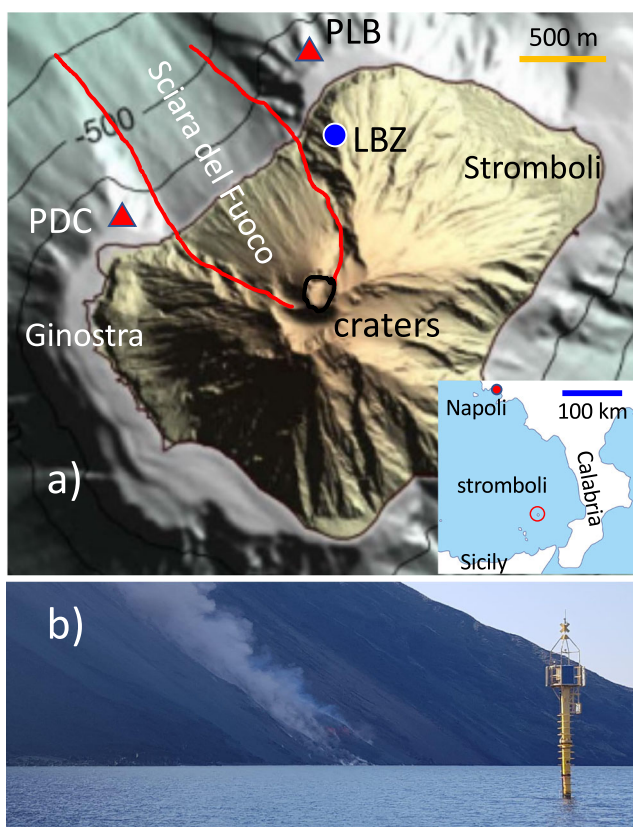 PLB
500 m
Sciara del Fuoco
-500
LBZ
Stromboli
PDC
Ginostra
craters
a)
Napoli
100 km
stromboli
Calabria
Sicily
b)